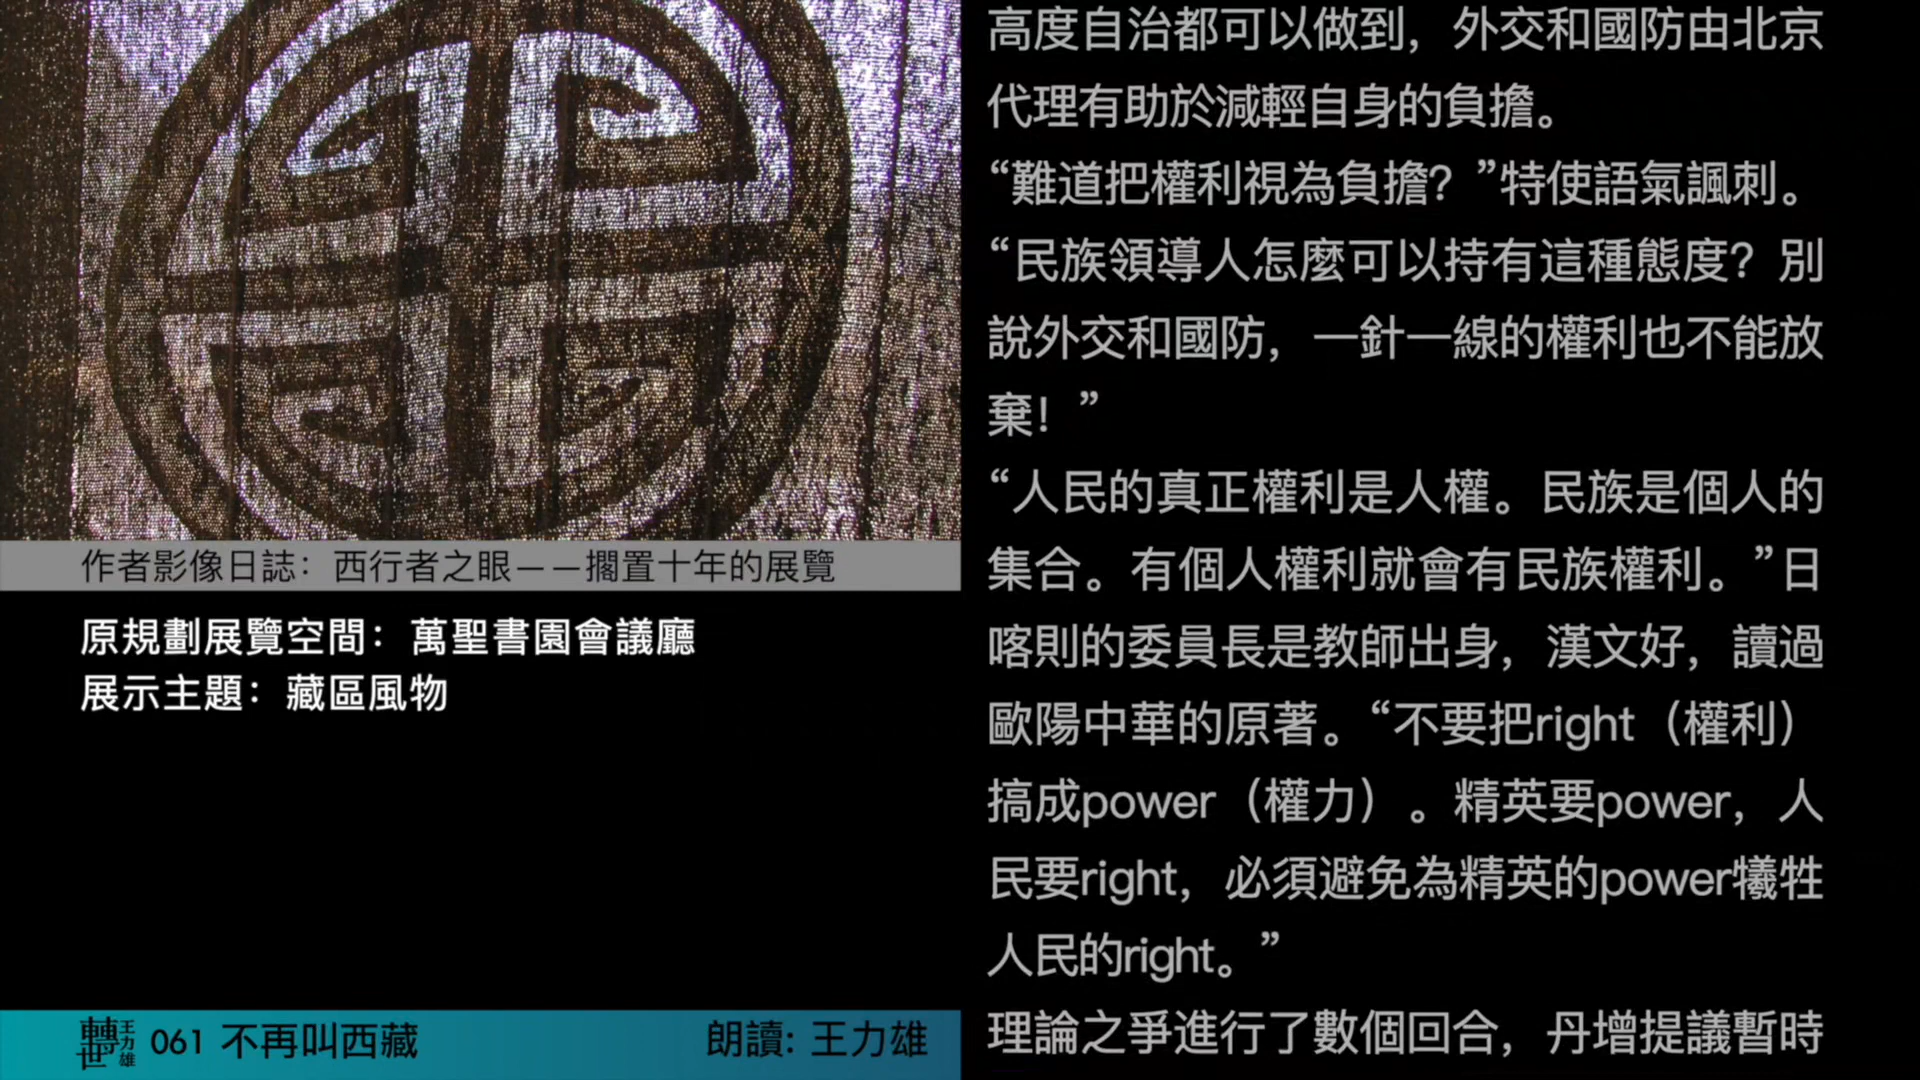 作者影像日誌：西行者之眼——擱置十年的展覽
原規劃展覽空間：萬聖書園會議廳
展示主題：藏區風物
轉世
王力雄
061 不再叫西藏
朗讀: 王力雄
高度自治都可以做到，外交和國防由北京
代理有助於減輕自身的負擔。
“難道把權利視為負擔？”特使語氣諷刺。
“民族領導人怎麼可以持有這種態度？別
說外交和國防，一針一線的權利也不能放
棄！”
“人民的真正權利是人權。民族是個人的
集合。有個人權利就會有民族權利。”日
喀則的委員長是教師出身，漢文好，讀過
歐陽中華的原著。“不要把right（權利）
搞成power（權力）。精英要power，人
民要right，必須避免為精英的power犧牲
人民的right。”
理論之爭進行了數個回合，丹增提議暫時